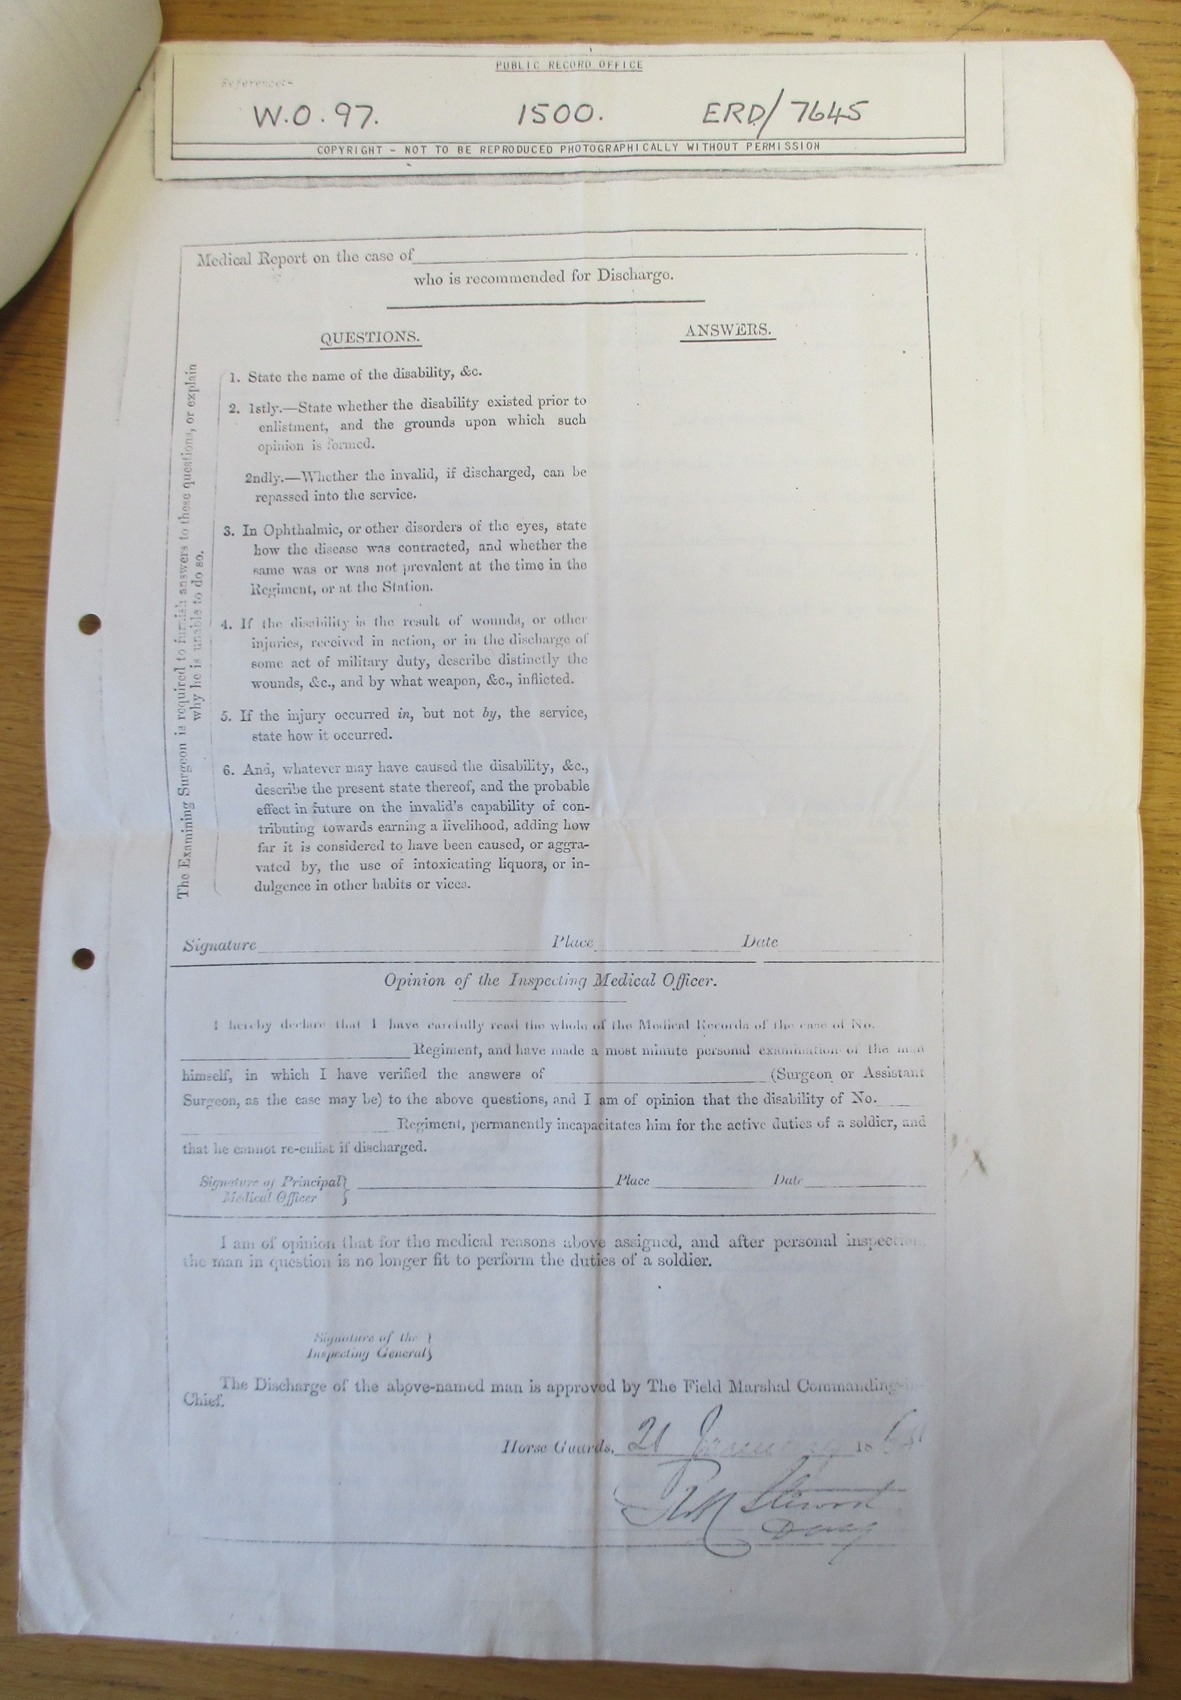 PUBLIC RECORD OFFICE
Reference:-
W.O. 97. 1500. ERD/7645
COPYRIGHT - NOT TO BE REPRODUCED PHOTOGRAPHICALLY WITHOUT PERMISSION
Medical Report on the case of
who is recommended for Discharge.
QUESTIONS. ANSWERS.
The Examining Surgeon is required to furnish answers to these questions, or explain
why he is unable to do so.
1. State the name of the disability, &c.
2. 1stly.—State whether the disability existed prior to
enlistment, and the grounds upon which such
opinion is formed.
2ndly.—Whether the invalid, if discharged, can be
repassed into the service.
3. In Ophthalmic, or other disorders of the eyes, state
how the disease was contracted, and whether the
same was or was not prevalent at the time in the
Regiment, or at the Station.
4. If the disability is the result of wounds, or other
injuries, received in action, or in the discharge of
some act of military duty, describe distinctly the
wounds, &c., and by what weapon, &c., inflicted.
5. If the injury occurred in, but not by, the service,
state how it occurred.
6. And, whatever may have caused the disability, &c.,
describe the present state thereof, and the probable
effect in future on the invalid's capability of con-
tributing towards earning a livelihood, adding how
far it is considered to have been caused, or aggra-
vated by, the use of intoxicating liquors, or in-
dulgence in other habits or vices.
Signature Place Date
Opinion of the Inspecting Medical Officer.
I hereby declare that I have carefully read the whole of the Medical Records of the case of No.
Regiment, and have made a most minute personal examination of the man
himself, in which I have verified the answers of (Surgeon or Assistant
Surgeon, as the case may be) to the above questions, and I am of opinion that the disability of No.
Regiment, permanently incapacitates him for the active duties of a soldier, and
that he cannot re-enlist if discharged.
Signature of Principal } Place Date
Medical Officer
I am of opinion that for the medical reasons above assigned, and after personal inspection,
the man in question is no longer fit to perform the duties of a soldier.
Signature of the }
Inspecting General
The Discharge of the above-named man is approved by The Field Marshal Commanding-
Chief.
Horse Guards, 21 January 18